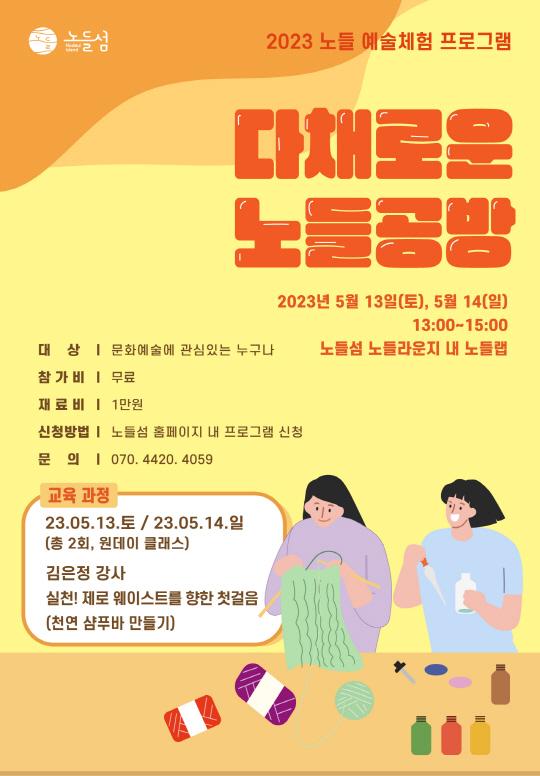 노들섬
Nodeul
Island
2023 노들 예술체험 프로그램
다채로운
노들공방
2023년 5월 13일(토), 5월 14(일)
13:00~15:00
노들섬 노들라운지 내 노들랩
대 상 | 문화예술에 관심있는 누구나
참가비 | 무료
재료비 | 1만원
신청방법 | 노들섬 홈페이지 내 프로그램 신청
문 의 | 070. 4420. 4059
교육 과정
23.05.13.토 / 23.05.14.일
(총 2회, 원데이 클래스)
김은정 강사
실천! 제로 웨이스트를 향한 첫걸음
(천연 샴푸바 만들기)